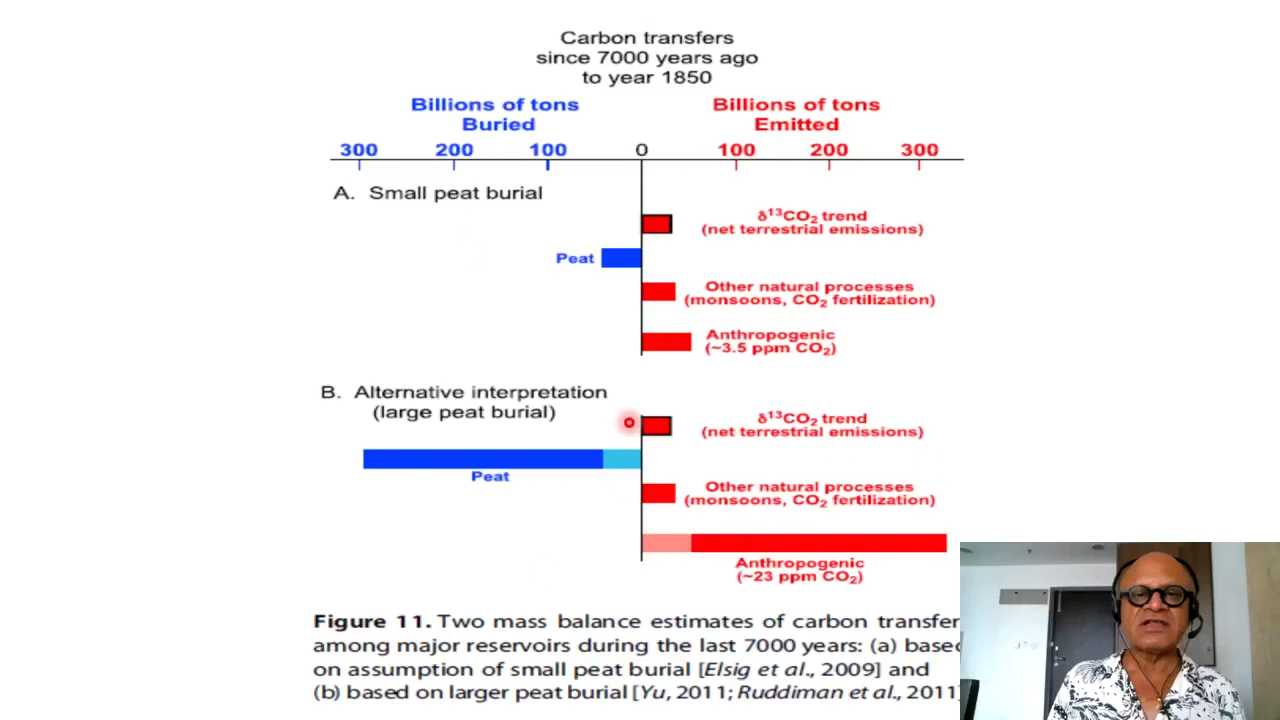 Carbon transfers
since 7000 years ago
to year 1850
Billions of tons
Buried
Billions of tons
Emitted
300 200 100 0 100 200 300
A. Small peat burial
δ¹³CO₂ trend
(net terrestrial emissions)
Peat
Other natural processes
(monsoons, CO₂ fertilization)
Anthropogenic
(~3.5 ppm CO₂)
B. Alternative interpretation
(large peat burial)
δ¹³CO₂ trend
(net terrestrial emissions)
Peat
Other natural processes
(monsoons, CO₂ fertilization)
Anthropogenic
(~23 ppm CO₂)
Figure 11. Two mass balance estimates of carbon transfer
among major reservoirs during the last 7000 years: (a)
on assumption of small peat burial [Elsig et al., 2009] and
(b) based on larger peat burial [Yu, 2011; Ruddiman et al., 2011]